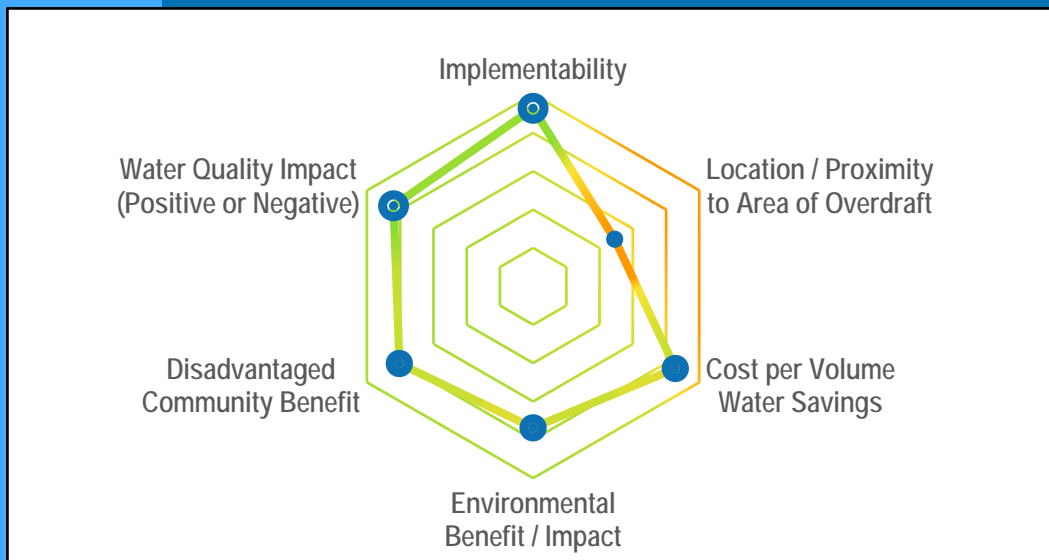 Implementability
Water Quality Impact
(Positive or Negative)
Location / Proximity
to Area of Overdraft
Disadvantaged
Community Benefit
Cost per Volume
Water Savings
Environmental
Benefit / Impact